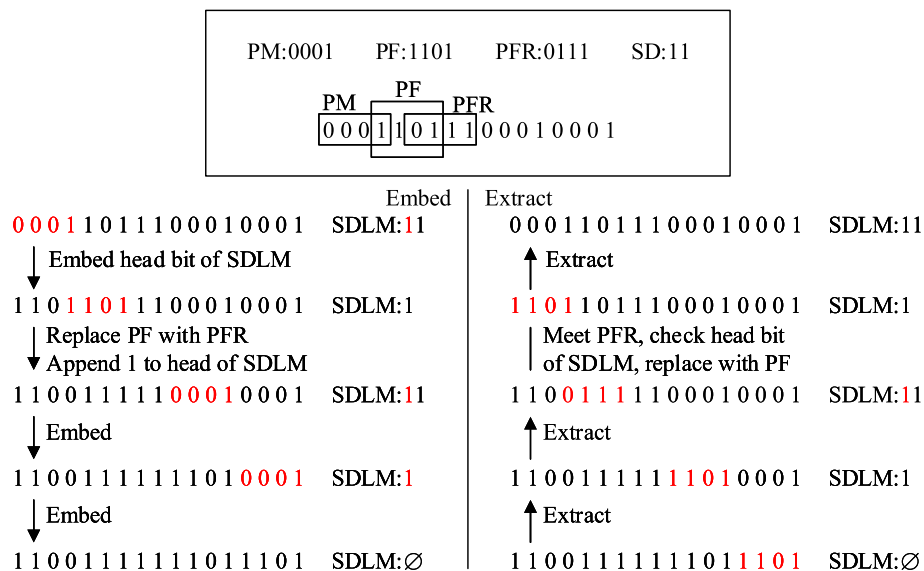 PM:0001 PF:1101 PFR:0111 SD:11
PF
PM PFR
0 0 0 1 1 0 1 1 1 0 0 0 1 0 0 0 1
Embed Extract
0 0 0 1 1 0 1 1 1 0 0 0 1 0 0 0 1 SDLM:11
Embed head bit of SDLM
1 1 0 1 1 0 1 1 1 0 0 0 1 0 0 0 1 SDLM:1
Replace PF with PFR
Append 1 to head of SDLM
1 1 0 0 1 1 1 1 1 0 0 0 1 0 0 0 1 SDLM:11
Embed
1 1 0 0 1 1 1 1 1 1 1 0 1 0 0 0 1 SDLM:1
Embed
1 1 0 0 1 1 1 1 1 1 1 0 1 1 1 0 1 SDLM:∅
0 0 0 1 1 0 1 1 1 0 0 0 1 0 0 0 1 SDLM:11
Extract
1 1 0 1 1 0 1 1 1 0 0 0 1 0 0 0 1 SDLM:1
Meet PFR, check head bit
of SDLM, replace with PF
1 1 0 0 1 1 1 1 1 0 0 0 1 0 0 0 1 SDLM:11
Extract
1 1 0 0 1 1 1 1 1 1 1 0 1 0 0 0 1 SDLM:1
Extract
1 1 0 0 1 1 1 1 1 1 1 0 1 1 1 0 1 SDLM:∅